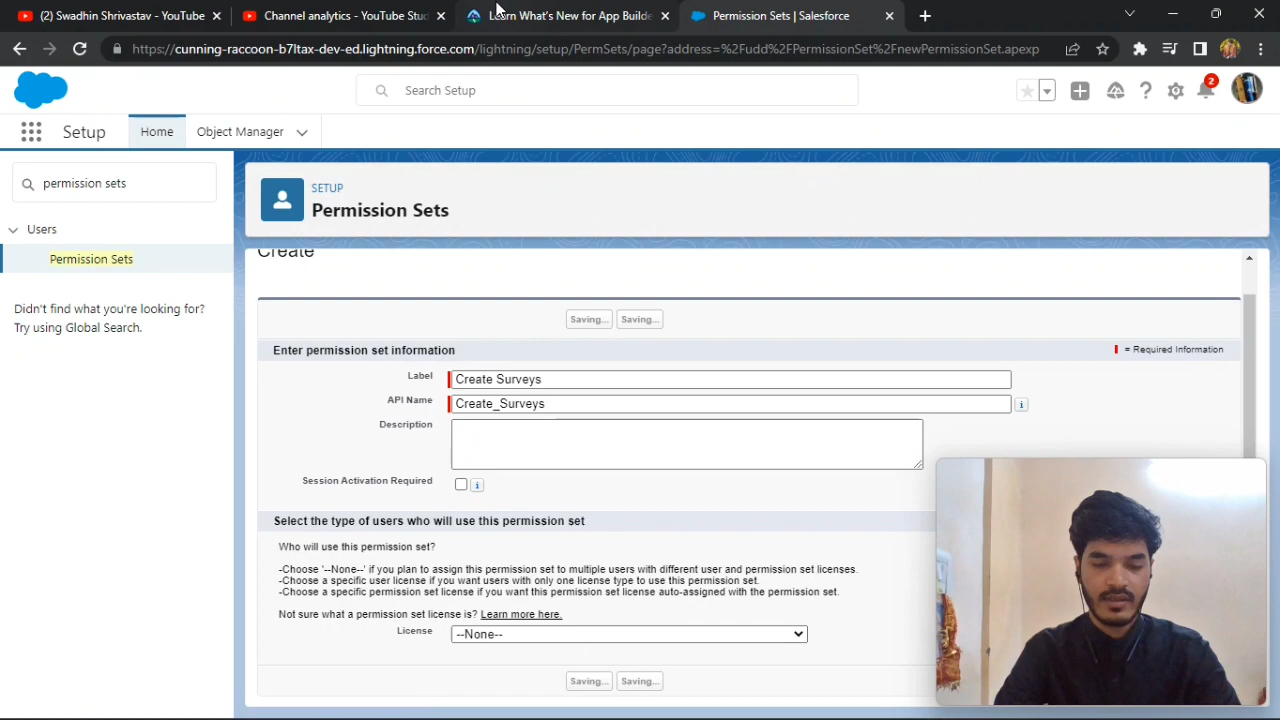 (2) Swadhin Shrivastav - YouTube
Channel analytics - YouTube Stud
Learn What's New for App Builde
Permission Sets | Salesforce
https://cunning-raccoon-b7ltax-dev-ed.lightning.force.com/lightning/setup/PermSets/page?address=%2Fudd%2FPermissionSet%2FnewPermissionSet.apexp
Search Setup
2
Setup
Home
Object Manager
permission sets
Users
Permission Sets
Didn't find what you're looking for?
Try using Global Search.
SETUP
Permission Sets
Create
Saving... Saving...
Enter permission set information
= Required Information
Label
Create Surveys
API Name
Create_Surveys
i
Description
Session Activation Required
i
Select the type of users who will use this permission set
Who will use this permission set?
-Choose '--None--' if you plan to assign this permission set to multiple users with different user and permission set licenses.
-Choose a specific user license if you want users with only one license type to use this permission set.
-Choose a specific permission set license if you want this permission set license auto-assigned with the permission set.
Not sure what a permission set license is? Learn more here.
License
--None--
Saving... Saving...